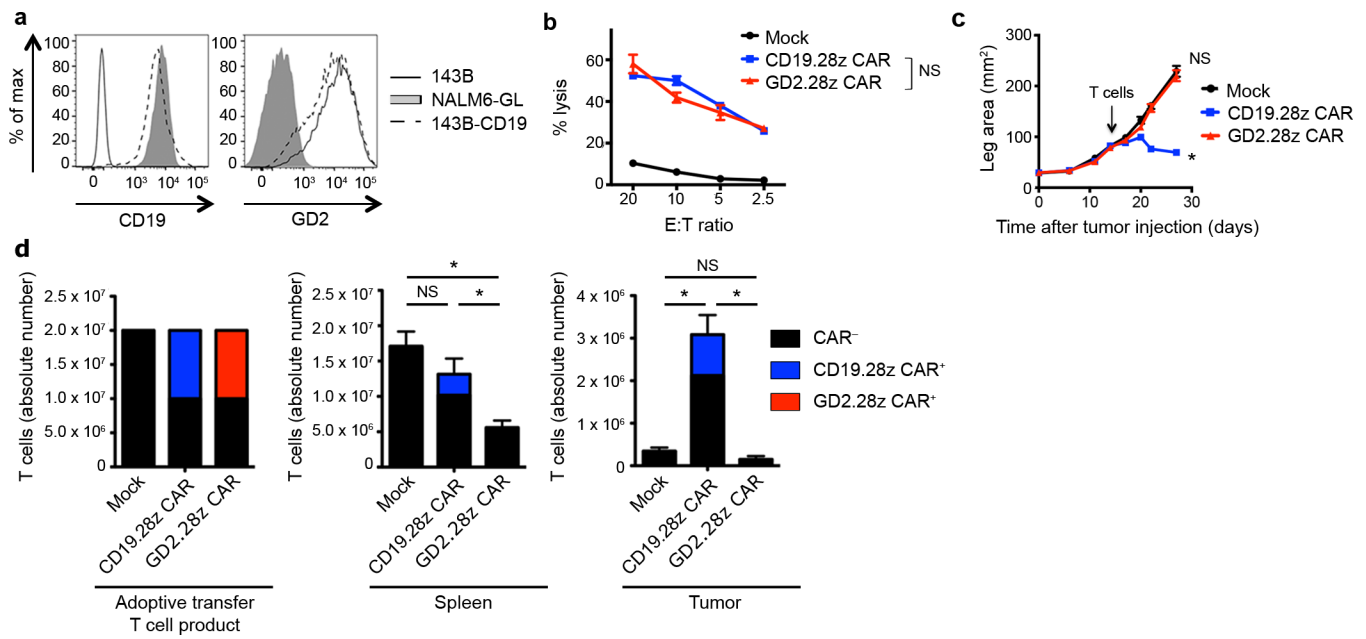 a
% of max
100
80
60
40
20
0
0 10³ 10⁴ 10⁵
CD19
100
80
60
40
20
0
0 10³ 10⁴ 10⁵
GD2
143B
NALM6-GL
143B-CD19
b
% lysis
60
40
20
0
20 10 5 2.5
E:T ratio
Mock
CD19.28z CAR
GD2.28z CAR
NS
c
Leg area (mm²)
300
200
100
0
0 10 20 30
Time after tumor injection (days)
T cells
NS
Mock
CD19.28z CAR
GD2.28z CAR
*
d
T cells (absolute number)
2.5 x 10⁷
2.0 x 10⁷
1.5 x 10⁷
1.0 x 10⁷
5.0 x 10⁶
0
Mock
CD19.28z CAR
GD2.28z CAR
Adoptive transfer
T cell product
T cells (absolute number)
2.5 x 10⁷
2.0 x 10⁷
1.5 x 10⁷
1.0 x 10⁷
5.0 x 10⁶
0
*
NS *
Mock
CD19.28z CAR
GD2.28z CAR
Spleen
T cells (absolute number)
4 x 10⁶
3 x 10⁶
2 x 10⁶
1 x 10⁶
0
NS
* *
Mock
CD19.28z CAR
GD2.28z CAR
Tumor
CAR⁻
CD19.28z CAR⁺
GD2.28z CAR⁺